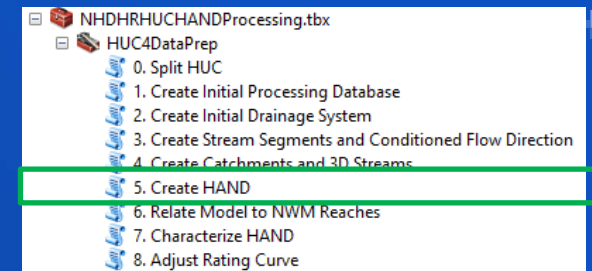 NHDHRHUCHANDProcessing.tbx
HUC4DataPrep
0. Split HUC
1. Create Initial Processing Database
2. Create Initial Drainage System
3. Create Stream Segments and Conditioned Flow Direction
4. Create Catchments and 3D Streams
5. Create HAND
6. Relate Model to NWM Reaches
7. Characterize HAND
8. Adjust Rating Curve